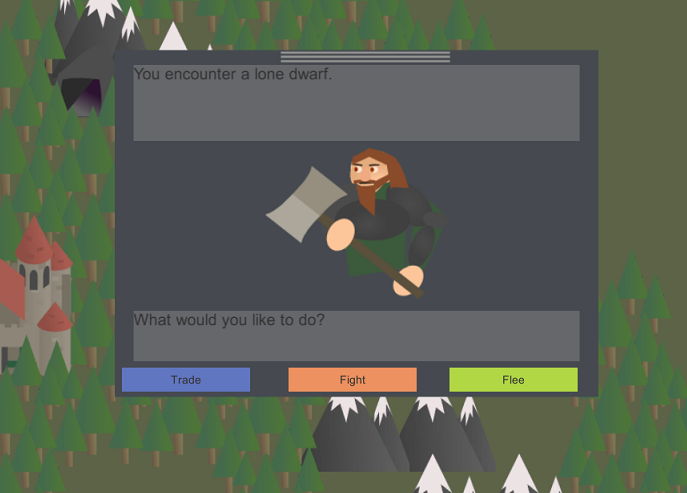 You encounter a lone dwarf.
What would you like to do?
Trade
Fight
Flee